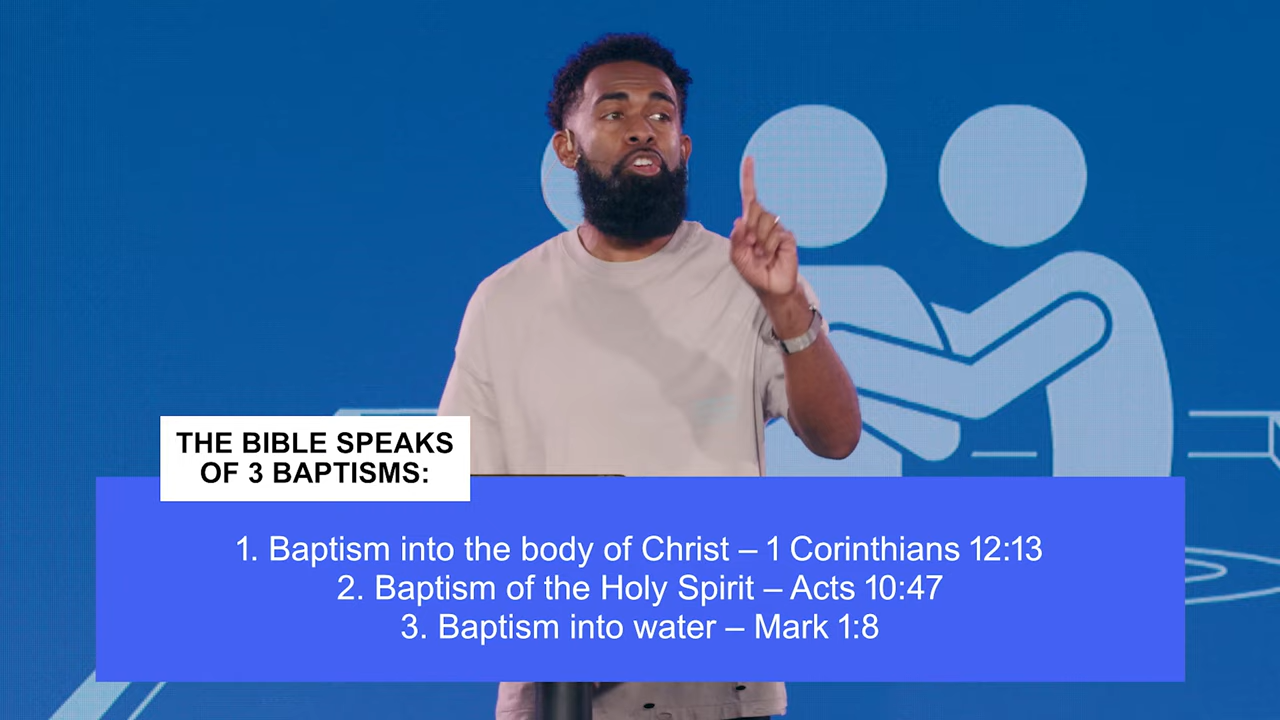 THE BIBLE SPEAKS
OF 3 BAPTISMS:
1. Baptism into the body of Christ – 1 Corinthians 12:13
2. Baptism of the Holy Spirit – Acts 10:47
3. Baptism into water – Mark 1:8